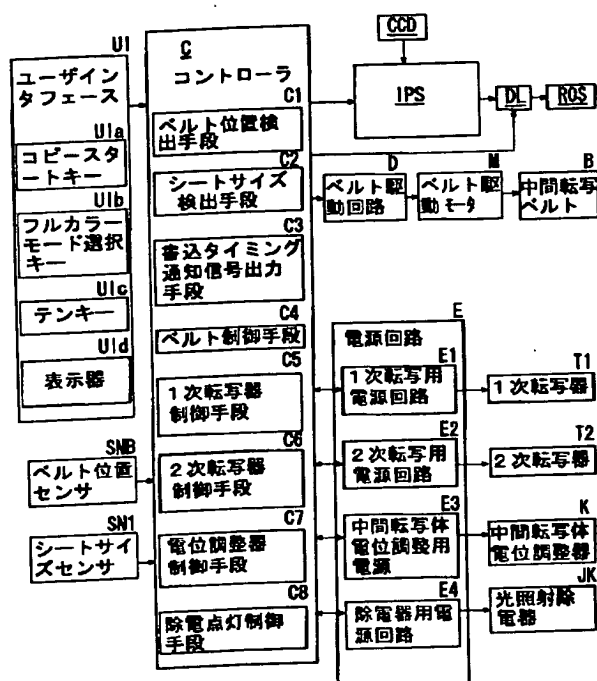 UI
ユーザイン
タフェース
UIa
コピースタ
ートキー
UIb
フルカラー
モード選択
キー
UIc
テンキー
UId
表示器
SNB
ベルト位置
センサ
SN1
シートサイ
ズセンサ
C
コントローラ
C1
ベルト位置検
出手段
C2
シートサイズ
検出手段
C3
書込タイミング
通知信号出力
手段
C4
ベルト制御手段
C5
1次転写器
制御手段
C6
2次転写器
制御手段
C7
電位調整器
制御手段
C8
除電点灯制御
手段
CCD
IPS
DL
ROS
D
ベルト駆
動回路
M
ベルト駆
動モータ
B
中間転写
ベルト
E
電源回路
E1
1次転写用
電源回路
E2
2次転写用
電源回路
E3
中間転写体
電位調整用
電源
E4
除電器用電
源回路
T1
1次転写器
T2
2次転写器
K
中間転写体
電位調整器
JK
光照射除
電器